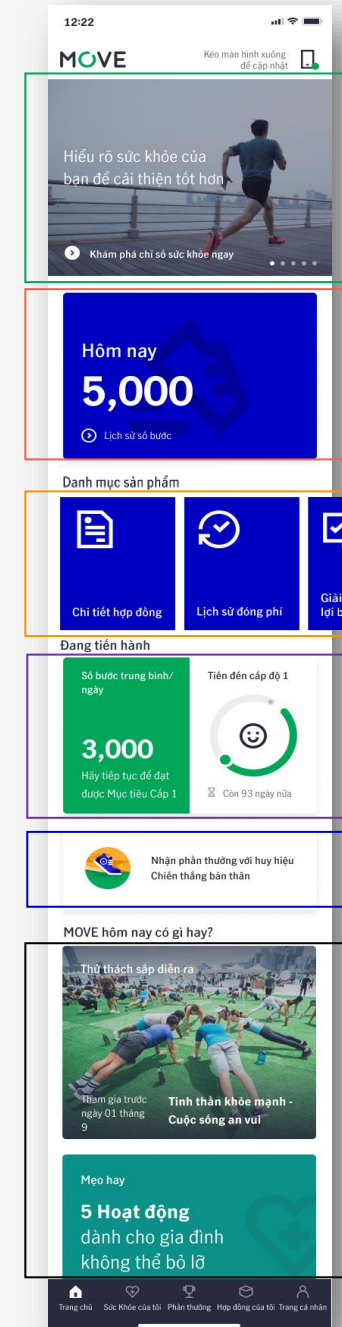 12:22
MOVE
Kéo màn hình xuống
để cập nhật
Hiểu rõ sức khỏe của
bạn để cải thiện tốt hơn
Khám phá chỉ số sức khỏe ngay
Hôm nay
5,000
Lịch sử số bước
Danh mục sản phẩm
Chi tiết hợp đồng
Lịch sử đóng phí
Giải
lợi b
Đang tiến hành
Số bước trung bình/
ngày
3,000
Hãy tiếp tục để đạt
được Mục tiêu Cấp 1
Tiến đến cấp độ 1
Còn 93 ngày nữa
Nhận phần thưởng với huy hiệu
Chiến thắng bản thân
MOVE hôm nay có gì hay?
Thử thách sắp diễn ra
Tham gia trước
ngày 01 tháng
9
Tinh thần khỏe mạnh -
Cuộc sống an vui
Mẹo hay
5 Hoạt động
dành cho gia đình
không thể bỏ lỡ
Trang chủ
Sức Khỏe của tôi
Phần thưởng
Hợp đồng của tôi
Trang cá nhân